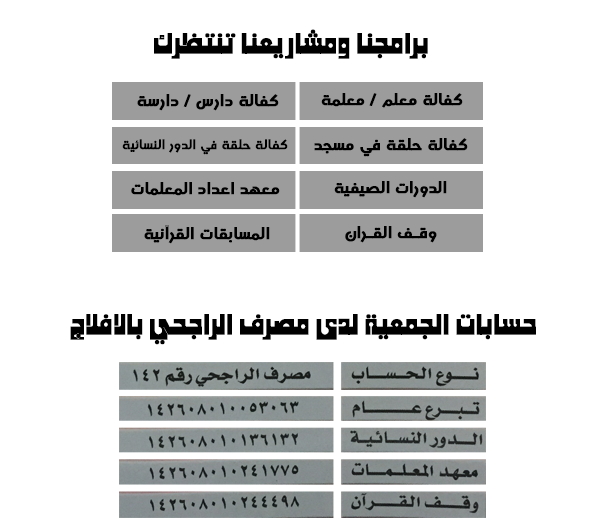 برامجنا ومشاريعنا تنتظرك
كفالة معلم / معلمة كفالة دارس / دارسة
كفالة حلقة في مسجد كفالة حلقة في الدور النسائية
الدورات الصيفية معهد اعداد المعلمات
وقف القران المسابقات القرآنية
حسابات الجمعية لدى مصرف الراجحي بالافلاج
نوع الحساب مصرف الراجحي رقم ١٤٢
تبرع عام ١٤٢٦٠٨٠١٠٠٥٣٠٦٣
الدور النسائية ١٤٢٦٠٨٠١٠١٣٦١٣٢
معهد المعلمات ١٤٢٦٠٨٠١٠٢٤١٧٧٥
وقف القرآن ١٤٢٦٠٨٠١٠٢٤٤٤٩٨